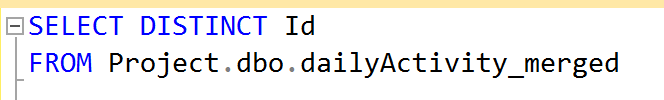 SELECT DISTINCT Id
FROM Project.dbo.dailyActivity_merged